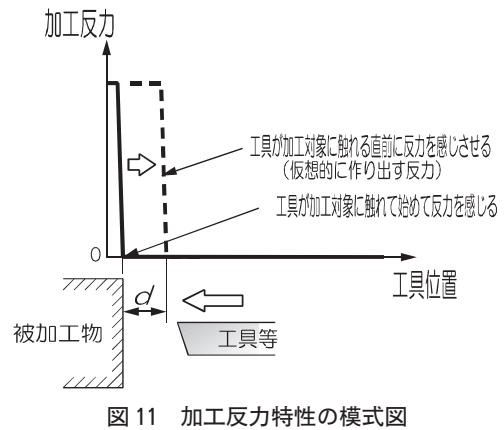 加工反力
工具が加工対象に触れる直前に反力を感じさせる
(仮想的に作り出す反力)
工具が加工対象に触れて始めて反力を感じる
0
工具位置
d
被加工物
工具等
図 11 加工反力特性の模式図